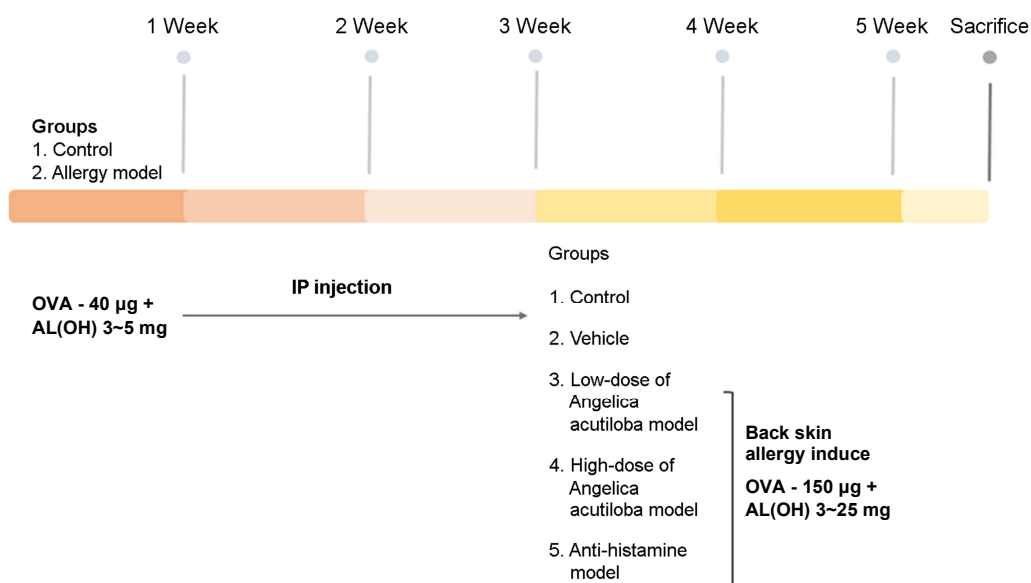 1 Week
2 Week
3 Week
4 Week
5 Week
Sacrifice
Groups
1. Control
2. Allergy model
OVA - 40 µg +
AL(OH) 3~5 mg
IP injection
Groups
1. Control
2. Vehicle
3. Low-dose of
Angelica
acutiloba model
4. High-dose of
Angelica
acutiloba model
5. Anti-histamine
model
Back skin
allergy induce
OVA - 150 µg +
AL(OH) 3~25 mg